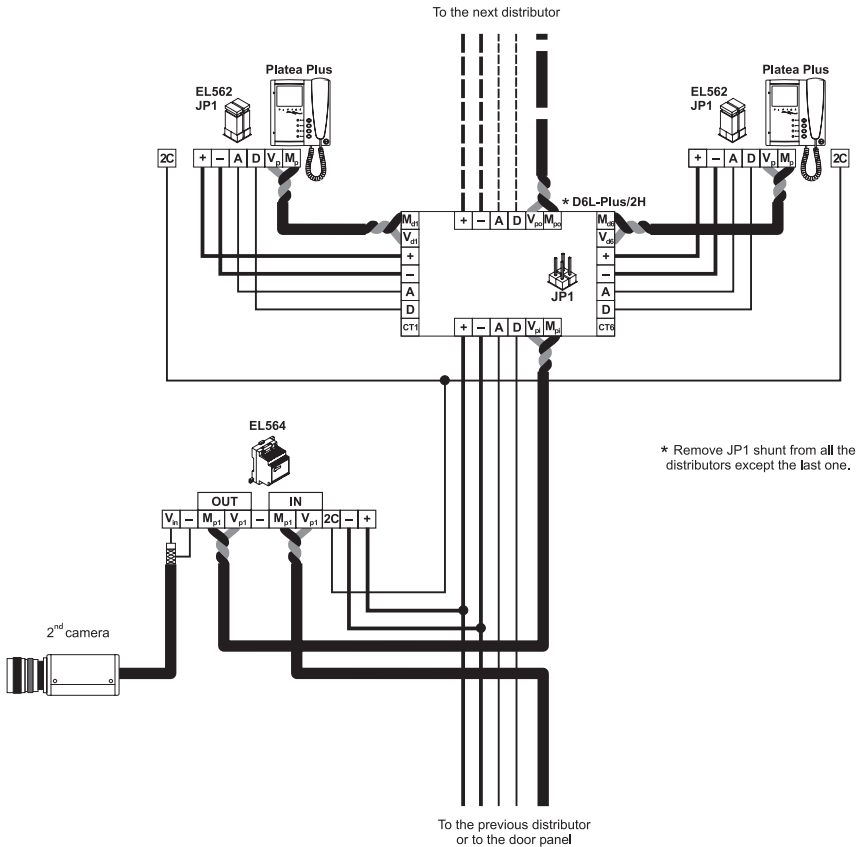 To the next distributor
Platea Plus
EL562
JP1
2C + – A D Vp Mp
Platea Plus
EL562
JP1
+ – A D Vp Mp 2C
* D6L-Plus/2H
+ – A D Vpo Mpo
Md1
Vd1
+
–
A
D
CT1
Md6
Vd6
+
–
A
D
CT6
JP1
+ – A D Vpi Mpi
EL564
* Remove JP1 shunt from all the
distributors except the last one.
OUT IN
Vin – Mp1 Vp1 – Mp1 Vp1 2C – +
2nd camera
To the previous distributor
or to the door panel